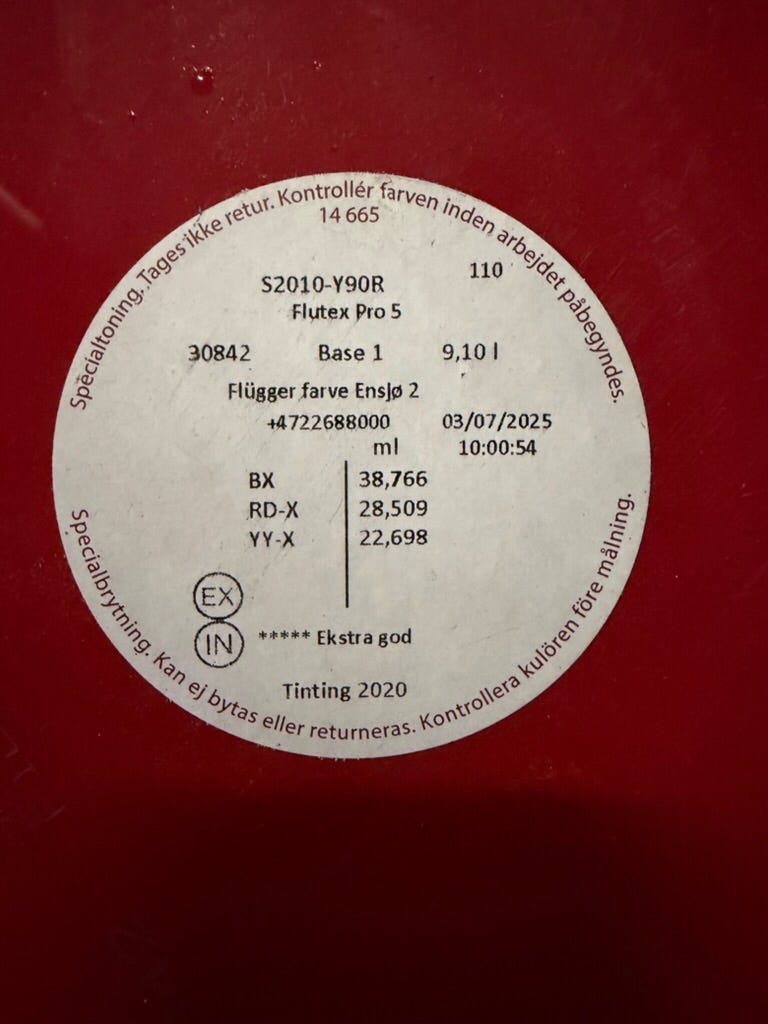 Specialtoning. Tages ikke retur. Kontrollér farven inden arbejdet påbegyndes.
14 665
110
S2010-Y90R
Flutex Pro 5
30842 Base 1 9,10 l
Flügger farve Ensjø 2
+4722688000 03/07/2025
ml 10:00:54
BX 38,766
RD-X 28,509
YY-X 22,698
EX
IN ***** Ekstra god
Tinting 2020
Specialbrytning. Kan ej bytas eller returneras. Kontrollera kulören före målning.